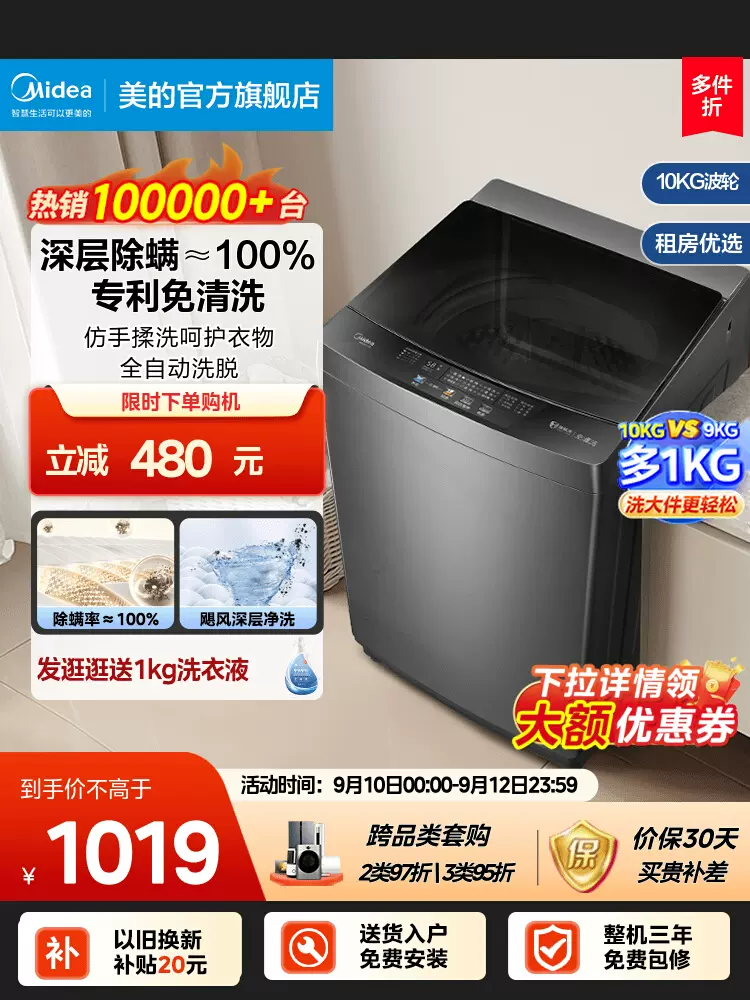 Midea
智慧生活可以更美的
美的官方旗舰店
多件
折
10KG波轮
租房优选
热销100000+台
深层除螨≈100%
专利免清洗
仿手揉洗呵护衣物
全自动洗脱
限时下单购机
立减 480 元
Midea
10KG VS 9KG
多1KG
洗大件更轻松
除螨率≈100%
飓风深层净洗
发逛逛送1kg洗衣液
下拉详情领
大额优惠券
到手价不高于
¥1019
活动时间：9月10日00:00-9月12日23:59
跨品类套购
2类97折|3类95折
保
价保30天
买贵补差
补
以旧换新
补贴20元
送货入户
免费安装
整机三年
免费包修